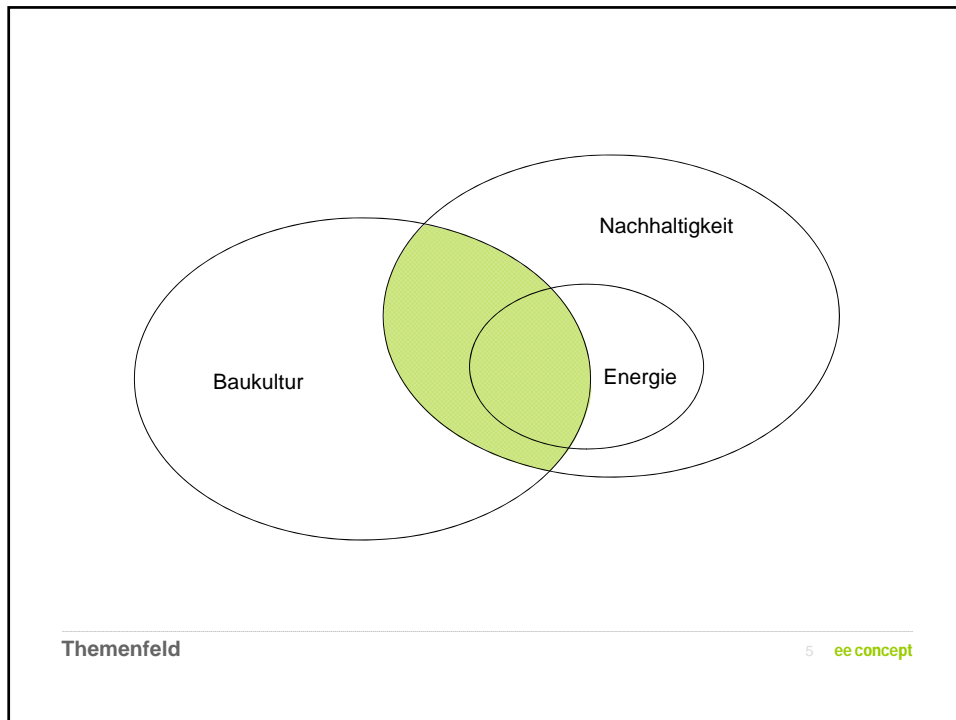 Nachhaltigkeit
Baukultur
Energie
Themenfeld
5 ee concept